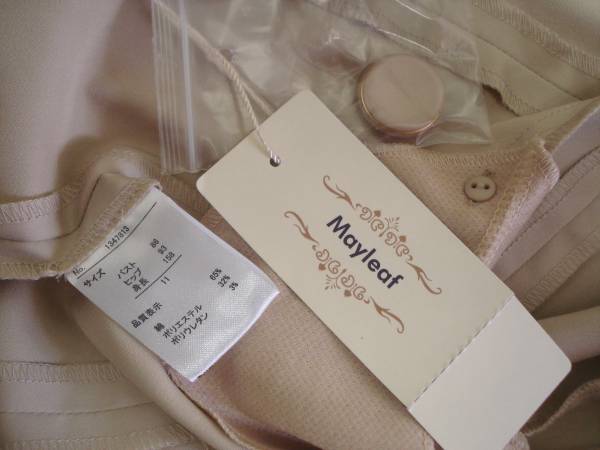 Mayleaf
No. 1347813
サイズ
バスト 88
ヒップ 93
身長 158
11
品質表示
綿 65%
ポリエステル 32%
ポリウレタン 3%